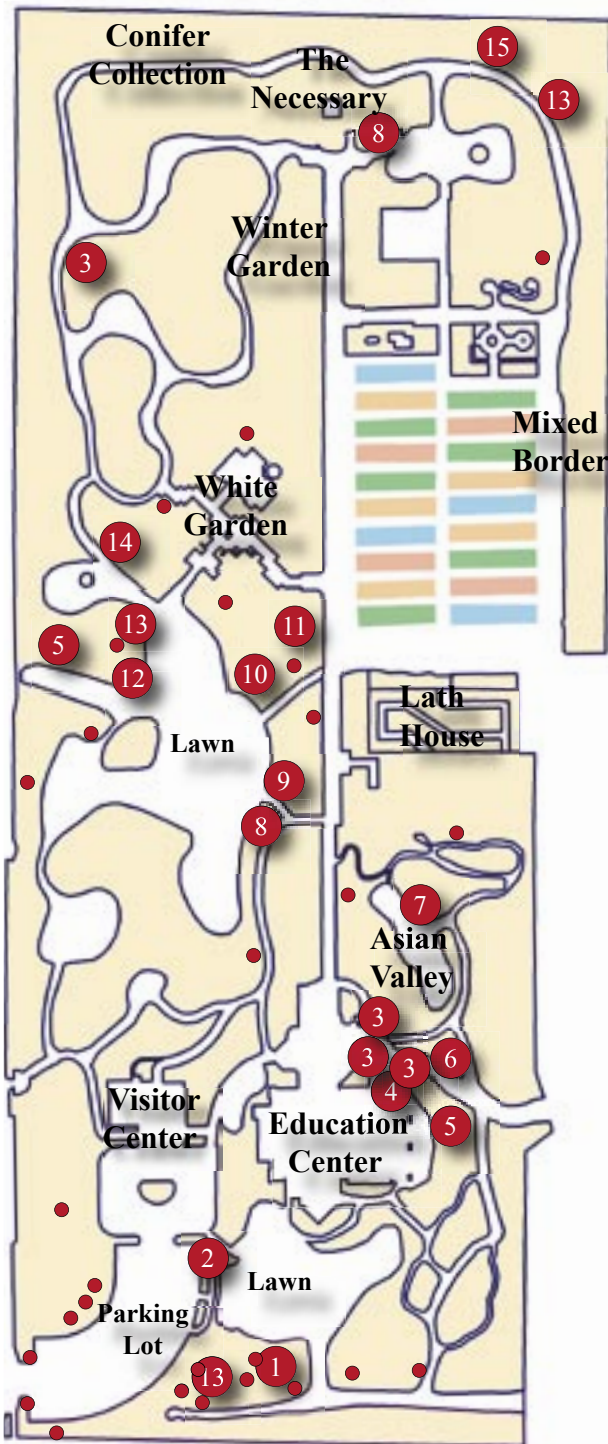 Conifer
Collection
The
Necessary
15
13
8
3
Winter
Garden
Mixed
Border
White
Garden
14
13
11
5
12
10
Lath
House
Lawn
9
8
7
Asian
Valley
3
3
3
6
4
5
Visitor
Center
Education
Center
2
Lawn
Parking
Lot
13
1